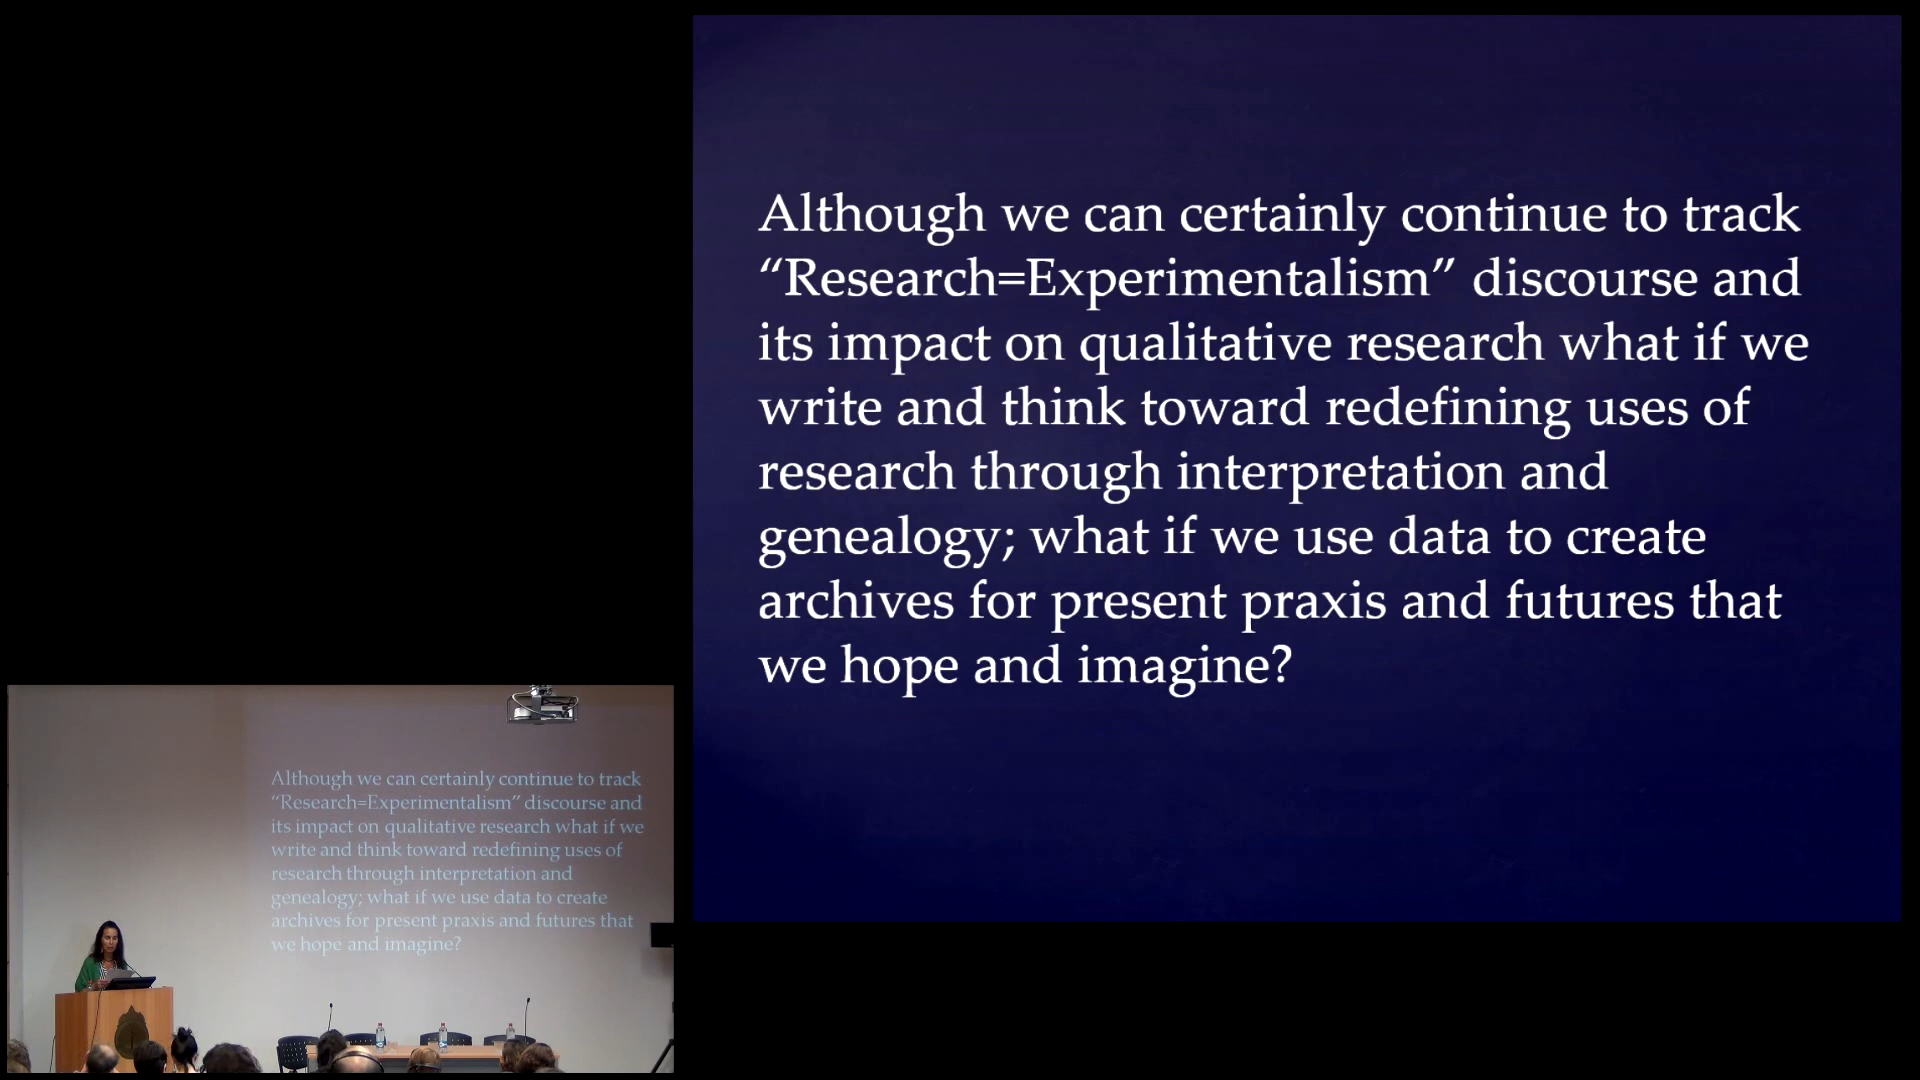 Although we can certainly continue to track
“Research=Experimentalism” discourse and
its impact on qualitative research what if we
write and think toward redefining uses of
research through interpretation and
genealogy; what if we use data to create
archives for present praxis and futures that
we hope and imagine?
Although we can certainly continue to track
“Research=Experimentalism” discourse and
its impact on qualitative research what if we
write and think toward redefining uses of
research through interpretation and
genealogy; what if we use data to create
archives for present praxis and futures that
we hope and imagine?